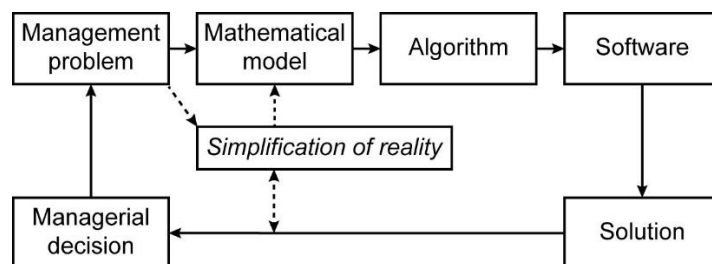 Management
problem
Mathematical
model
Algorithm
Software
Simplification of reality
Managerial
decision
Solution